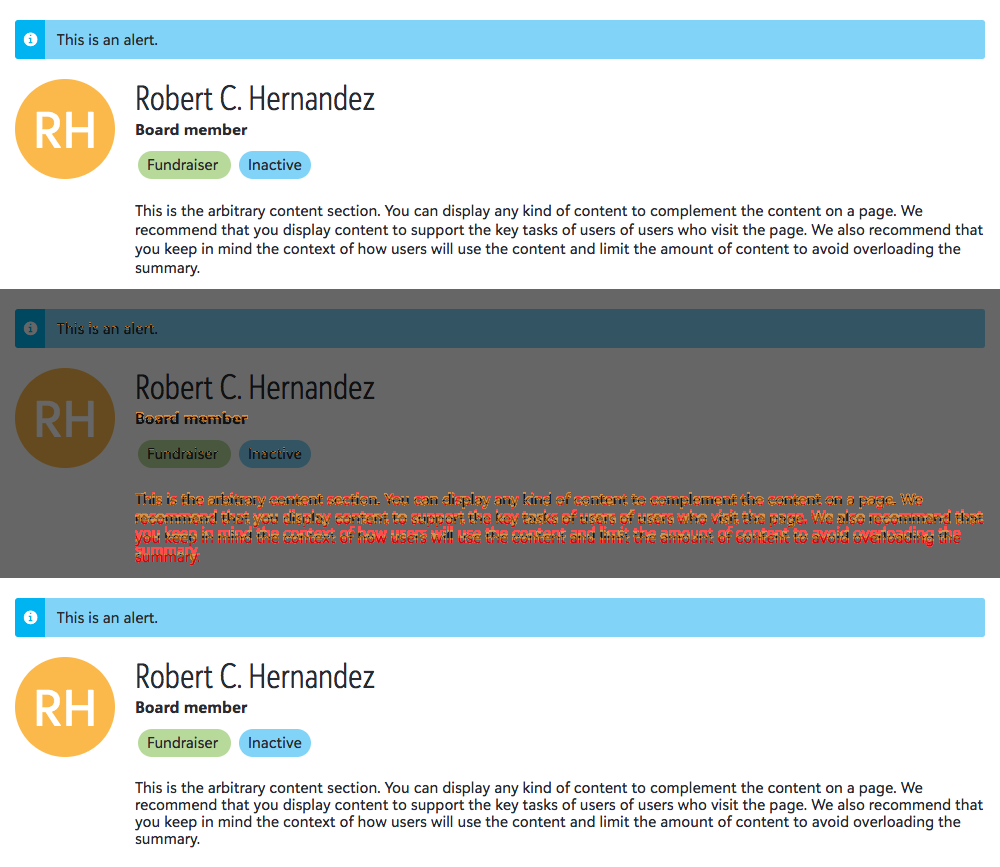 This is an alert.
RH
Robert C. Hernandez
Board member
Fundraiser Inactive
This is the arbitrary content section. You can display any kind of content to complement the content on a page. We
recommend that you display content to support the key tasks of users of users who visit the page. We also recommend that
you keep in mind the context of how users will use the content and limit the amount of content to avoid overloading the
summary.
This is an alert.
RH
Robert C. Hernandez
Board member
Fundraiser Inactive
This is the arbitrary content section. You can display any kind of content to complement the content on a page. We
recommend that you display content to support the key tasks of users of users who visit the page. We also recommend that
you keep in mind the context of how users will use the content and limit the amount of content to avoid overloading the
summary.
This is an alert.
RH
Robert C. Hernandez
Board member
Fundraiser Inactive
This is the arbitrary content section. You can display any kind of content to complement the content on a page. We
recommend that you display content to support the key tasks of users of users who visit the page. We also recommend that
you keep in mind the context of how users will use the content and limit the amount of content to avoid overloading the
summary.